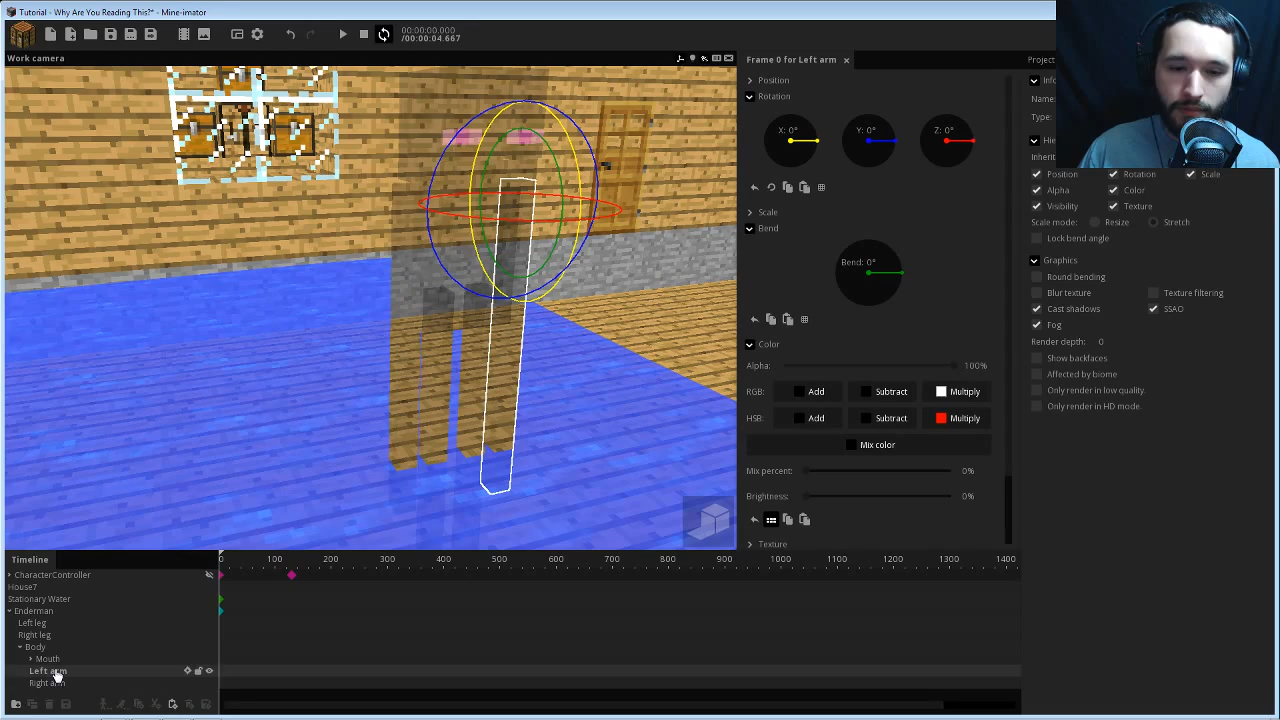 Tutorial - Why Are You Reading This?* - Mine-imator
00:00:00.000
/00:00:04.667
Work camera
Frame 0 for Left arm
Position
Rotation
X: 0° Y: 0° Z: 0°
Scale
Bend
Bend: 0°
Color
Alpha: 100%
RGB: Add Subtract Multiply
HSB: Add Subtract Multiply
Mix color
Mix percent: 0%
Brightness: 0%
Texture
Name:
Type:
Position Rotation Scale
Alpha Color
Visibility Texture
Scale mode: Resize Stretch
Lock bend angle
Graphics
Round bending
Blur texture Texture filtering
Cast shadows SSAO
Fog
Render depth: 0
Show backfaces
Affected by biome
Only render in low quality.
Only render in HD mode.
Timeline
0 100 200 300 400 500 600 700 800 900 1000 1100 1200 1300 1400
CharacterController
House7
Stationary Water
Enderman
Left leg
Right leg
Body
Mouth
Left arm
Right arm